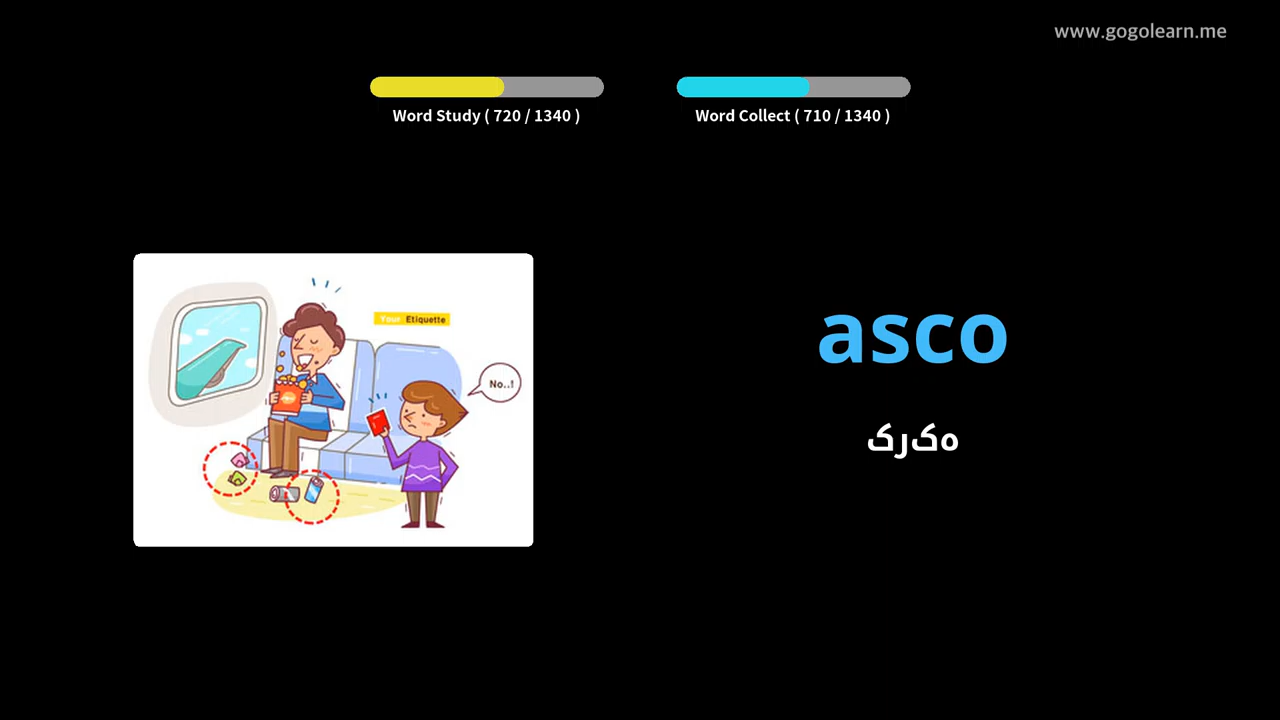 www.gogolearn.me
Word Study ( 720 / 1340 )
Word Collect ( 710 / 1340 )
Your Etiquette
No..!
asco
ەکرک